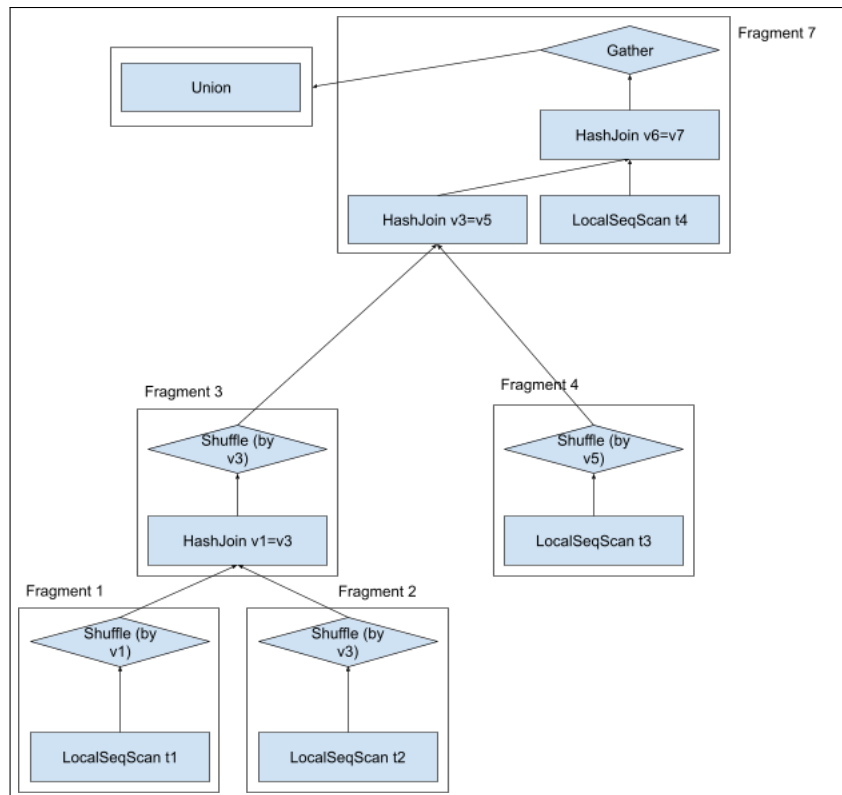 Fragment 7
Gather
Union
HashJoin v6=v7
HashJoin v3=v5
LocalSeqScan t4
Fragment 3
Fragment 4
Shuffle (by
v3)
Shuffle (by
v5)
HashJoin v1=v3
LocalSeqScan t3
Fragment 1
Fragment 2
Shuffle (by
v1)
Shuffle (by
v3)
LocalSeqScan t1
LocalSeqScan t2